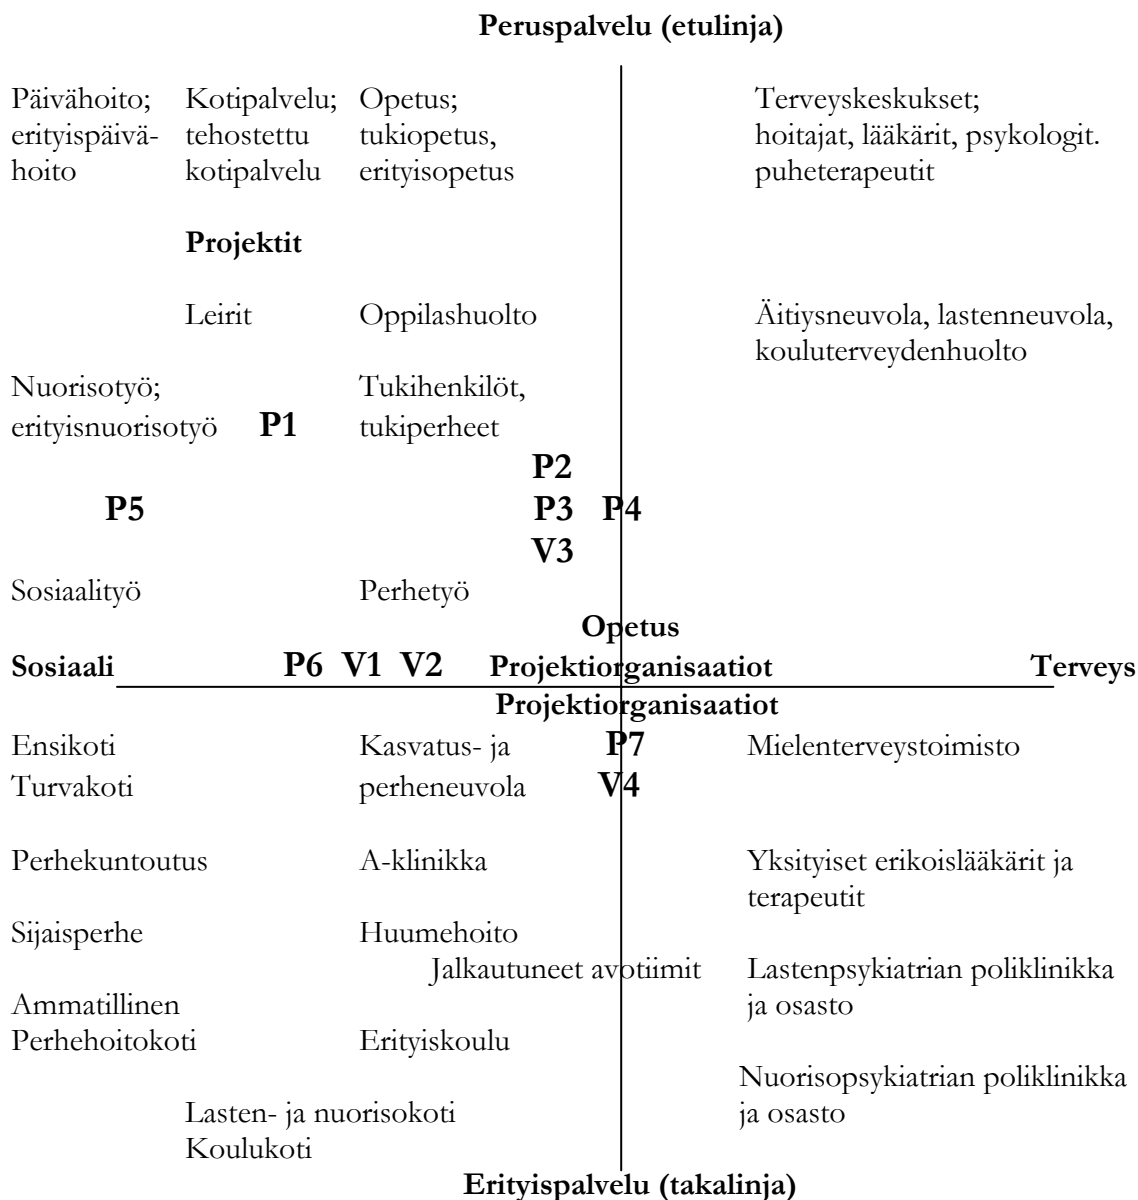 Peruspalvelu (etulinja)
Päivähoito; Kotipalvelu; Opetus; Terveyskeskukset;
erityispäivä- tehostettu tukiopetus, hoitajat, lääkärit, psykologit.
hoito kotipalvelu erityisopetus puheterapeutit
Projektit
Leirit Oppilashuolto Äitiysneuvola, lastenneuvola,
kouluterveydenhuolto
Nuorisotyö; Tukihenkilöt,
erityisnuorisotyö P1 tukiperheet
P2
P5 P3 P4
V3
Sosiaalityö Perhetyö
Opetus
Sosiaali P6 V1 V2 Projektiorganisaatiot Terveys
Projektiorganisaatiot
Ensikoti Kasvatus- ja P7 Mielenterveystoimisto
Turvakoti perheneuvola V4
Perhekuntoutus A-klinikka Yksityiset erikoislääkärit ja
terapeutit
Sijaisperhe Huumehoito
Jalkautuneet avotiimit Lastenpsykiatrian poliklinikka
Ammatillinen ja osasto
Perhehoitokoti Erityiskoulu
Nuorisopsykiatrian poliklinikka
Lasten- ja nuorisokoti ja osasto
Koulukoti
Erityispalvelu (takalinja)